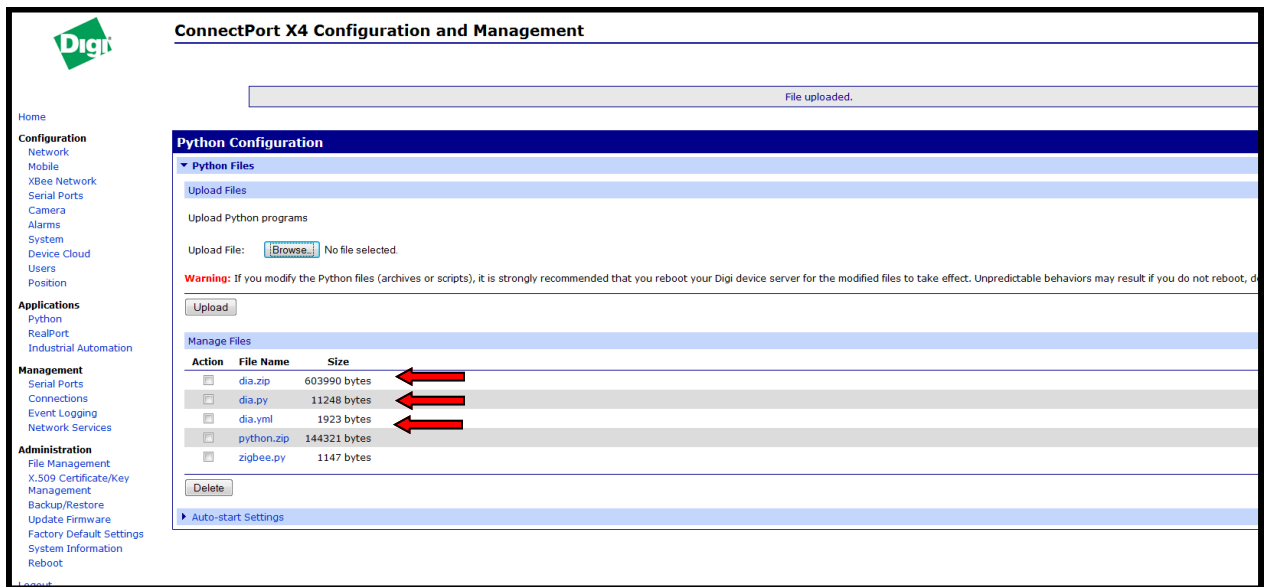 Digi
ConnectPort X4 Configuration and Management
File uploaded.
Home
Configuration
Network
Mobile
XBee Network
Serial Ports
Camera
Alarms
System
Device Cloud
Users
Position
Applications
Python
RealPort
Industrial Automation
Management
Serial Ports
Connections
Event Logging
Network Services
Administration
File Management
X.509 Certificate/Key
Management
Backup/Restore
Update Firmware
Factory Default Settings
System Information
Reboot
Logout
Python Configuration
Python Files
Upload Files
Upload Python programs
Upload File: Browse… No file selected.
Warning: If you modify the Python files (archives or scripts), it is strongly recommended that you reboot your Digi device server for the modified files to take effect. Unpredictable behaviors may result if you do not reboot,
Upload
Manage Files
Action File Name Size
dia.zip 603990 bytes
dia.py 11248 bytes
dia.yml 1923 bytes
python.zip 144321 bytes
zigbee.py 1147 bytes
Delete
Auto-start Settings